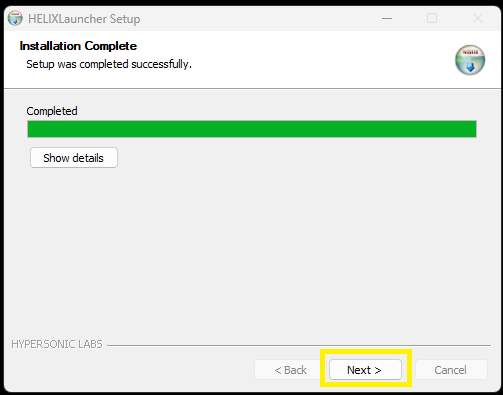 HELIXLauncher Setup
Installation Complete
Setup was completed successfully.
Completed
Show details
HYPERSONIC LABS
< Back
Next >
Cancel